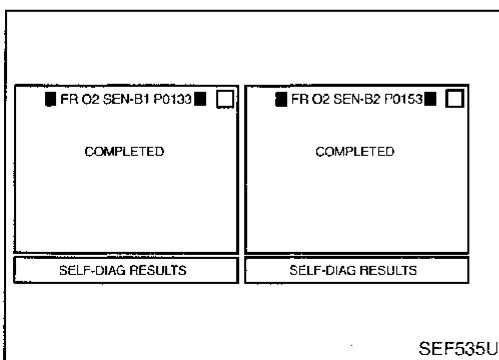 FR O2 SEN-B1 P0133
COMPLETED
SELF-DIAG RESULTS
FR O2 SEN-B2 P0153
COMPLETED
SELF-DIAG RESULTS
SEF535U